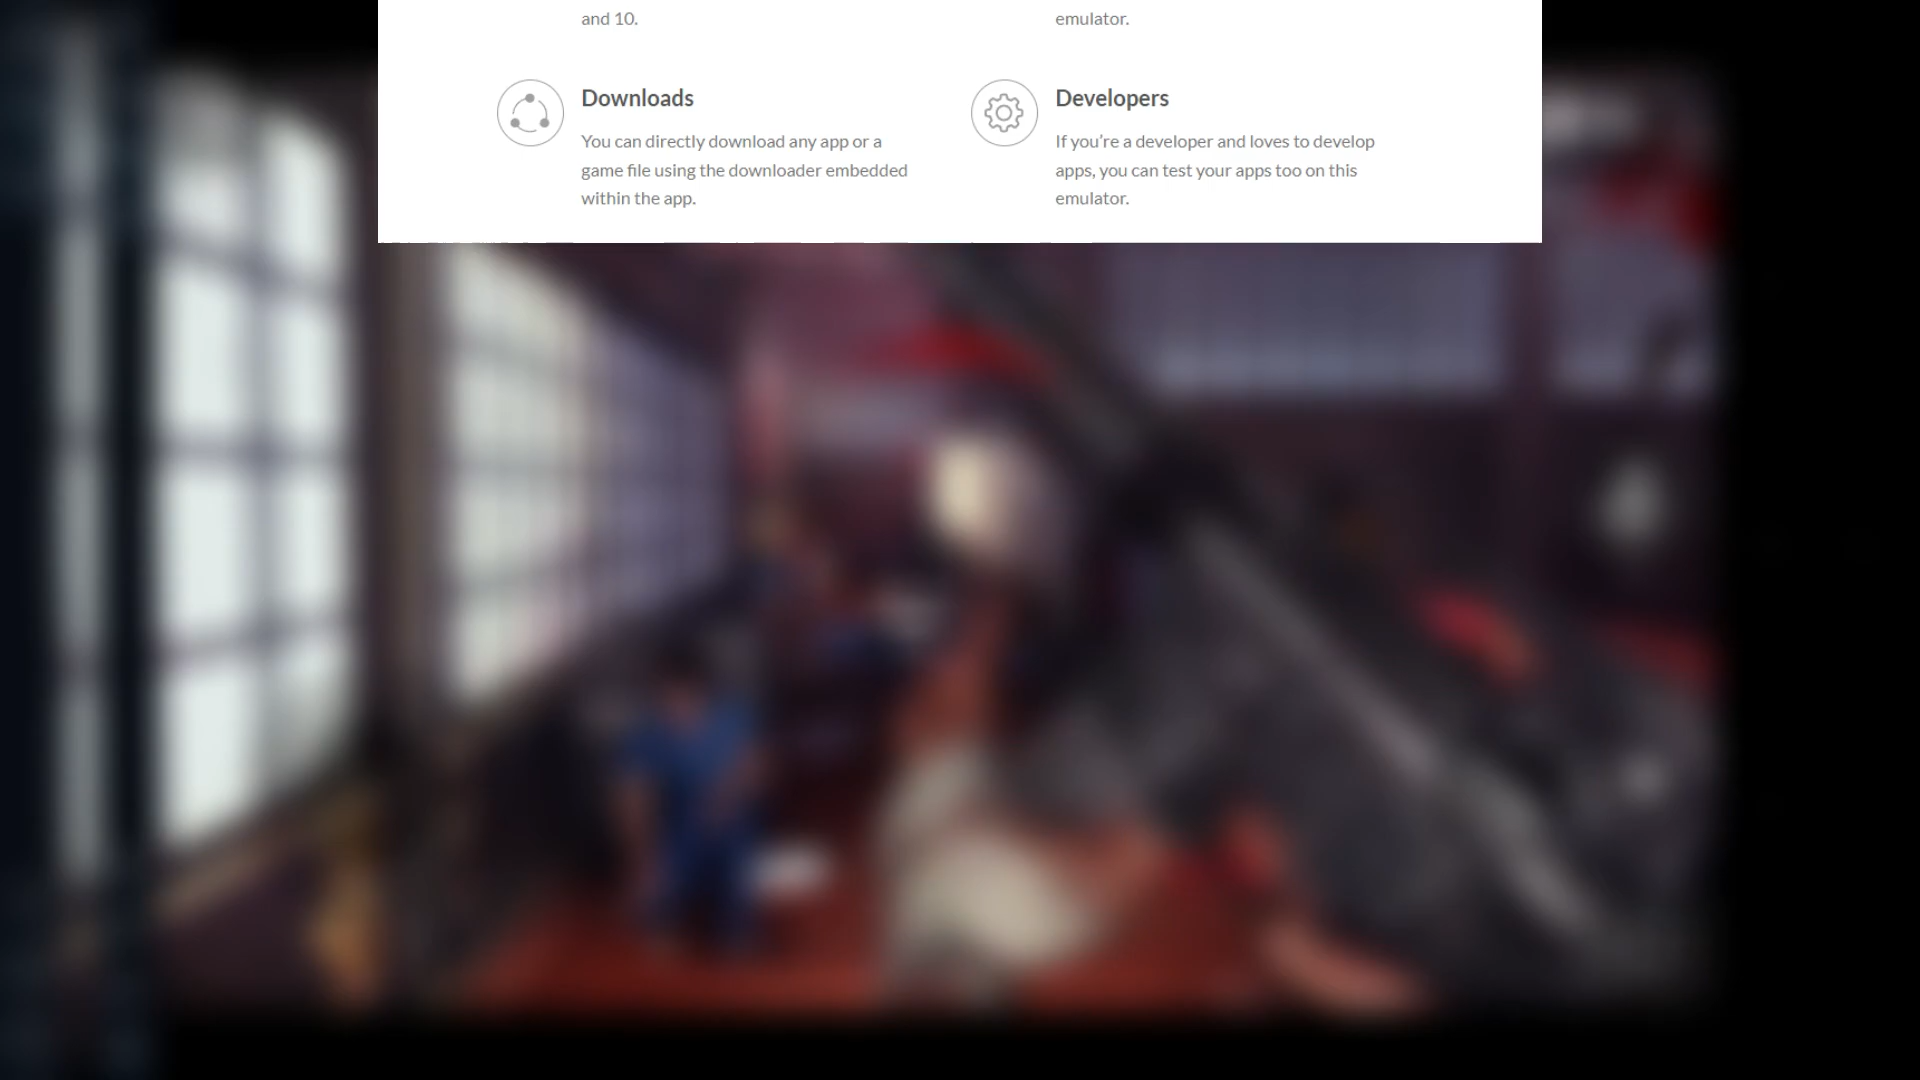 and 10.
emulator.
Downloads
You can directly download any app or a
game file using the downloader embedded
within the app.
Developers
If you’re a developer and loves to develop
apps, you can test your apps too on this
emulator.